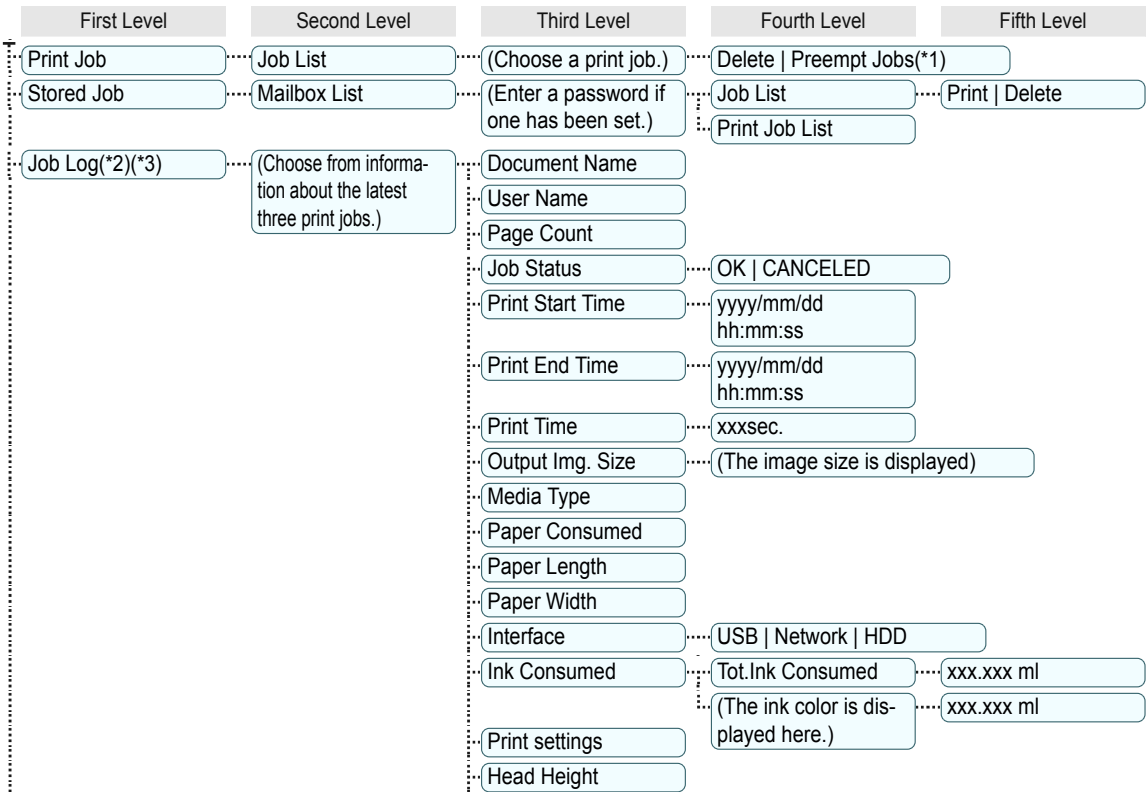 First Level Second Level Third Level Fourth Level Fifth Level
Print Job Job List (Choose a print job.) Delete | Preempt Jobs(*1)
Stored Job Mailbox List (Enter a password if
one has been set.) Job List Print | Delete
Print Job List
Job Log(*2)(*3) (Choose from informa-
tion about the latest
three print jobs.) Document Name
User Name
Page Count
Job Status OK | CANCELED
Print Start Time yyyy/mm/dd
hh:mm:ss
Print End Time yyyy/mm/dd
hh:mm:ss
Print Time xxxsec.
Output Img. Size (The image size is displayed)
Media Type
Paper Consumed
Paper Length
Paper Width
Interface USB | Network | HDD
Ink Consumed Tot.Ink Consumed xxx.xxx ml
(The ink color is dis-
played here.) xxx.xxx ml
Print settings
Head Height